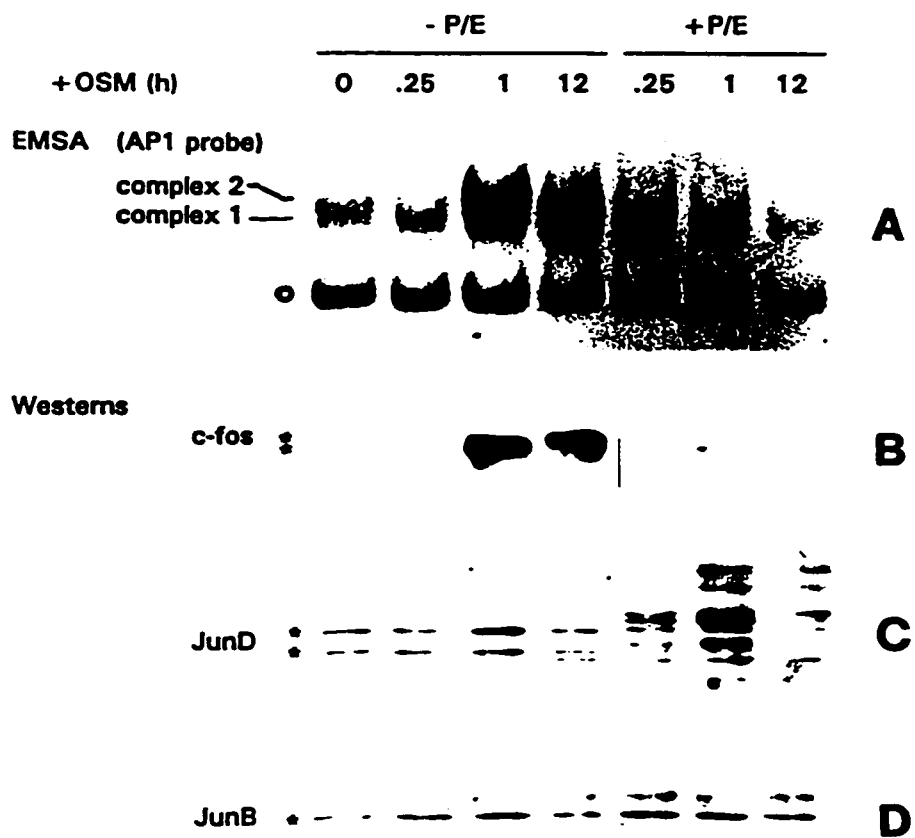 - P/E +P/E
+OSM (h) 0 .25 1 12 .25 1 12
EMSA (AP1 probe)
complex 2
complex 1
A
Westerns
c-fos
B
JunD
C
JunB
D